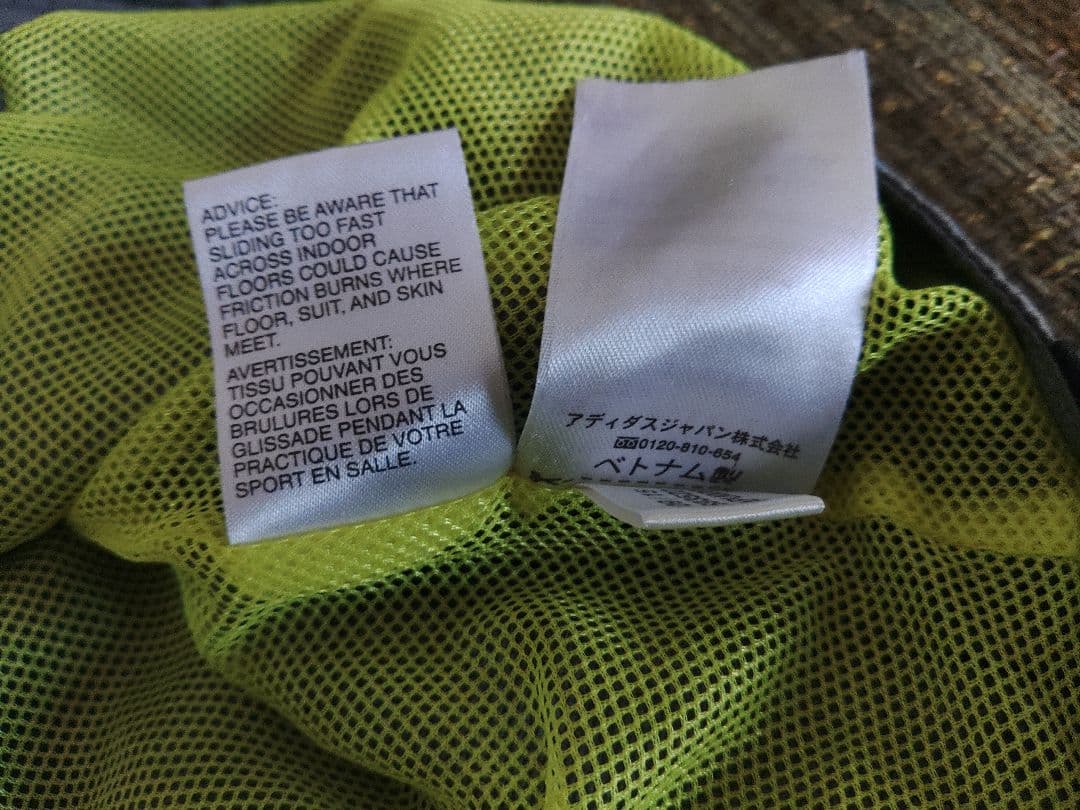 ADVICE:
PLEASE BE AWARE THAT
SLIDING TOO FAST
ACROSS INDOOR
FLOORS COULD CAUSE
FRICTION BURNS WHERE
FLOOR, SUIT, AND SKIN
MEET.
AVERTISSEMENT:
TISSU POUVANT VOUS
OCCASIONNER DES
BRULURES LORS DE
GLISSADE PENDANT LA
PRACTIQUE DE VOTRE
SPORT EN SALLE.
アディダスジャパン株式会社
0120-810-654
ベトナム製